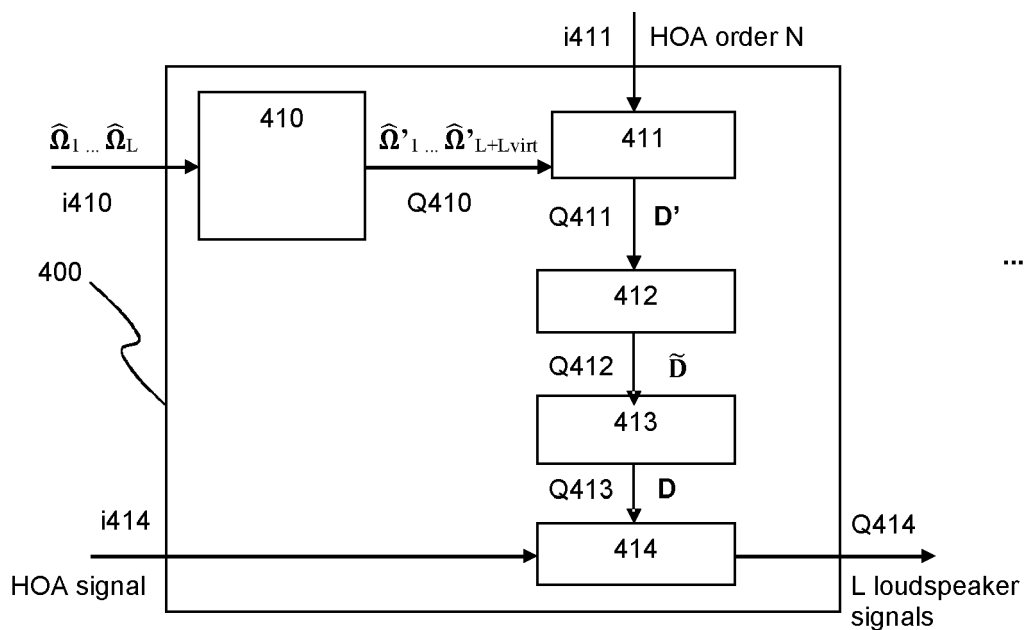 i411 HOA order N
410
411
Ω̂1 ... Ω̂L
Ω̂'1 ... Ω̂'L+Lvirt
i410
Q410
Q411 D'
400
...
412
Q412 D̃
413
Q413 D
i414
414
Q414
HOA signal
L loudspeaker
signals